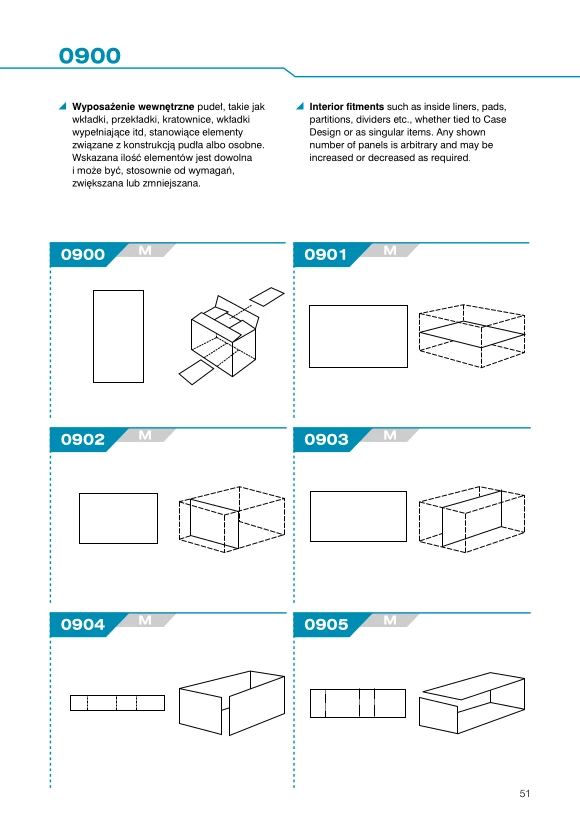 0900
Wyposażenie wewnętrzne pudeł, takie jak
wkładki, przekładki, kratownice, wkładki
wypełniające itd, stanowiące elementy
związane z konstrukcją pudła albo osobne.
Wskazana ilość elementów jest dowolna
i może być, stosownie od wymagań,
zwiększana lub zmniejszana.
Interior fitments such as inside liners, pads,
partitions, dividers etc., whether tied to Case
Design or as singular items. Any shown
number of panels is arbitrary and may be
increased or decreased as required.
0900 M
0901 M
0902 M
0903 M
0904 M
0905 M
51